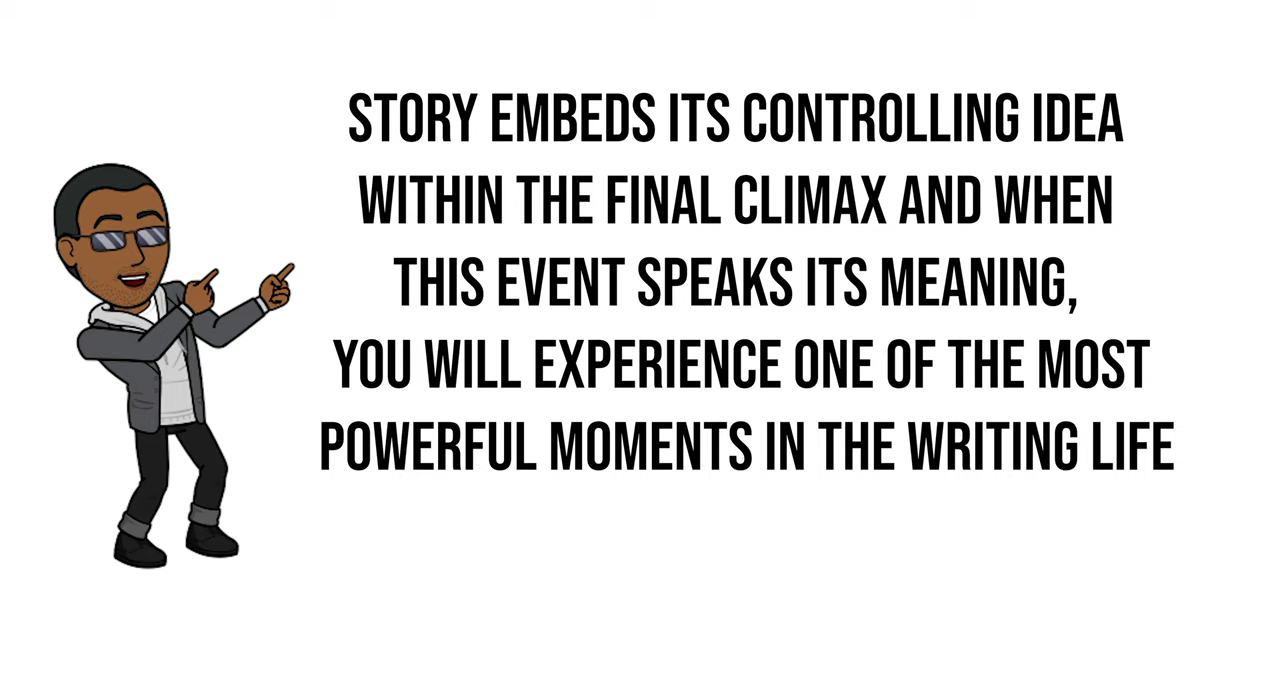 STORY EMBEDS ITS CONTROLLING IDEA
WITHIN THE FINAL CLIMAX AND WHEN
THIS EVENT SPEAKS ITS MEANING,
YOU WILL EXPERIENCE ONE OF THE MOST
POWERFUL MOMENTS IN THE WRITING LIFE